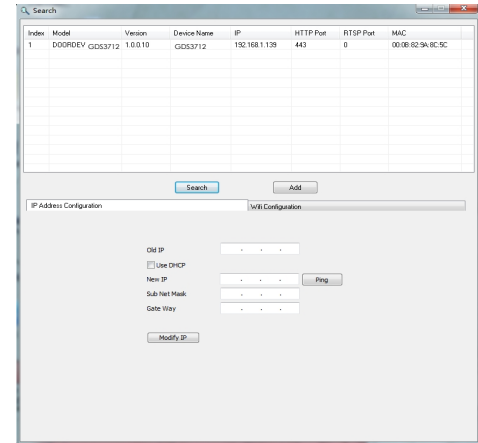 Search
Index Model Version Device Name IP HTTP Port RTSP Port MAC
1 DOORDEV GDS3712 1.0.0.10 GDS3712 192.168.1.139 443 0 00:0B:82:9A:8C:5C
Search Add
IP Address Configuration Wifi Configuration
Old IP . . .
Use DHCP
New IP . . . Ping
Sub Net Mask . . .
Gate Way . . .
Modify IP